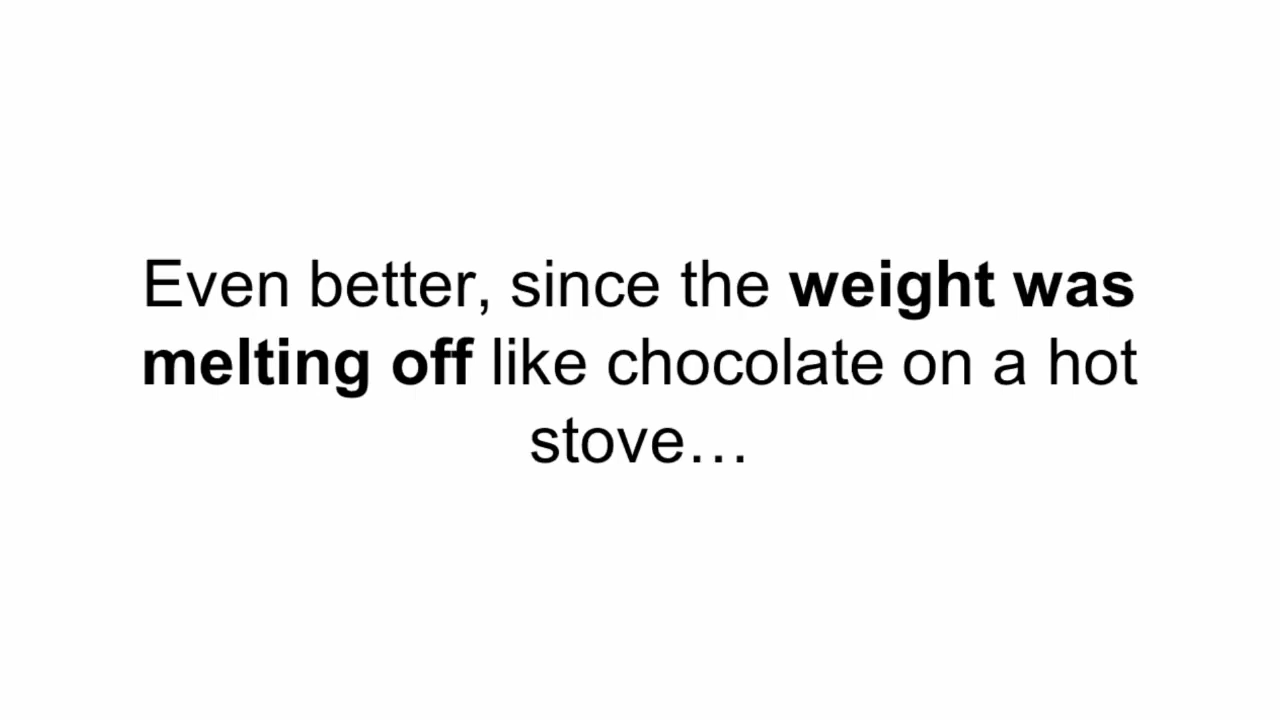 Even better, since the weight was
melting off like chocolate on a hot
stove…